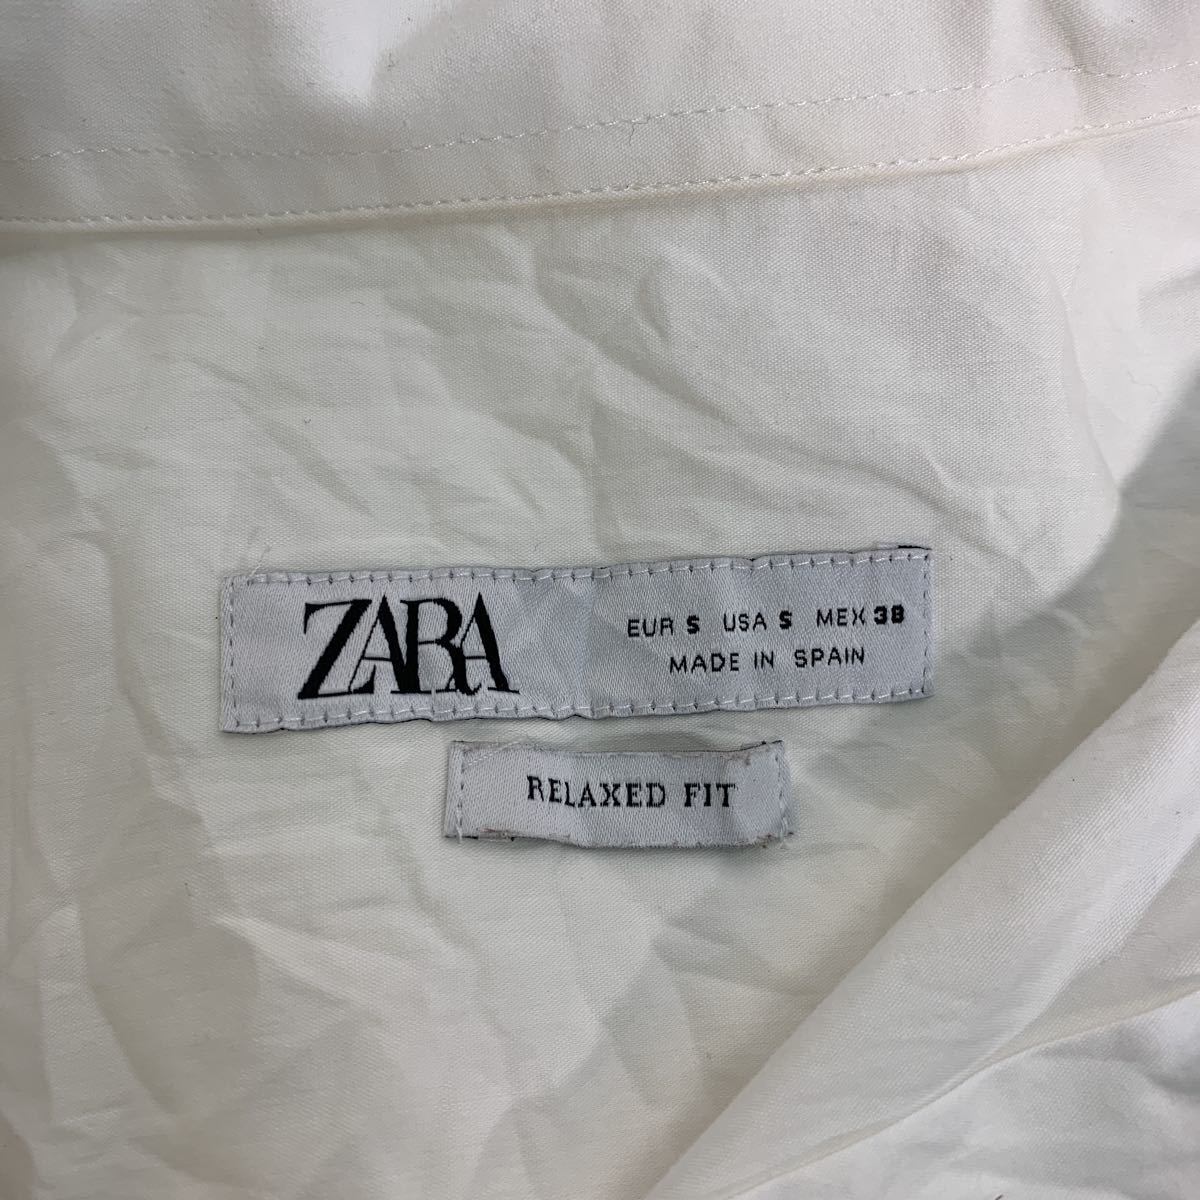 ZARA
EUR S USA S MEX 38
MADE IN SPAIN
RELAXED FIT